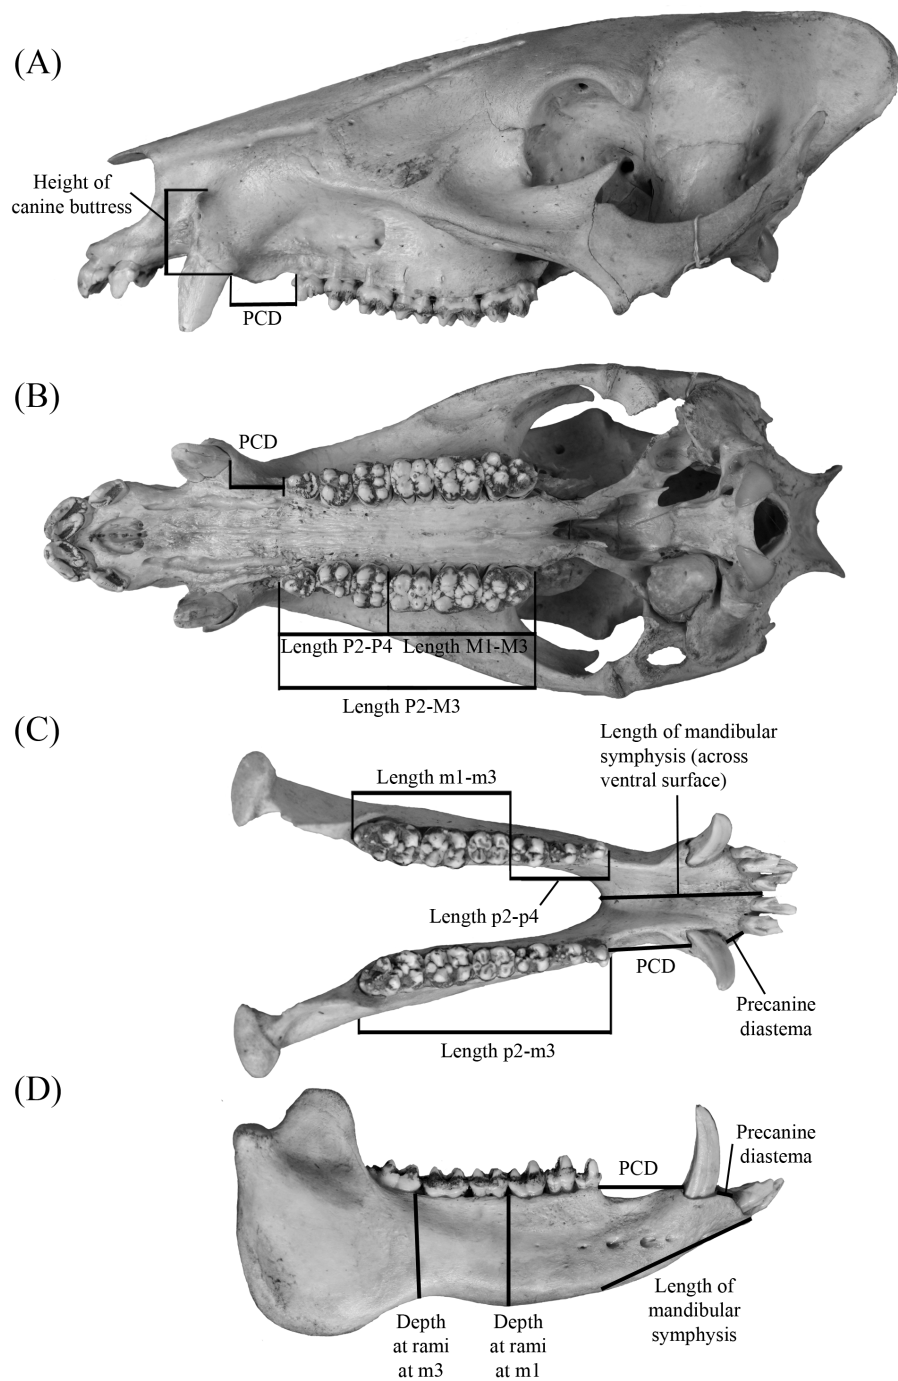 (A)
Height of
canine buttress
PCD
(B)
PCD
Length P2-P4
Length M1-M3
Length P2-M3
(C)
Length of mandibular
symphysis (across
ventral surface)
Length m1-m3
Length p2-p4
PCD
Precanine
diastema
Length p2-m3
(D)
Precanine
diastema
PCD
Length of
mandibular
symphysis
Depth
at rami
at m3
Depth
at rami
at m1